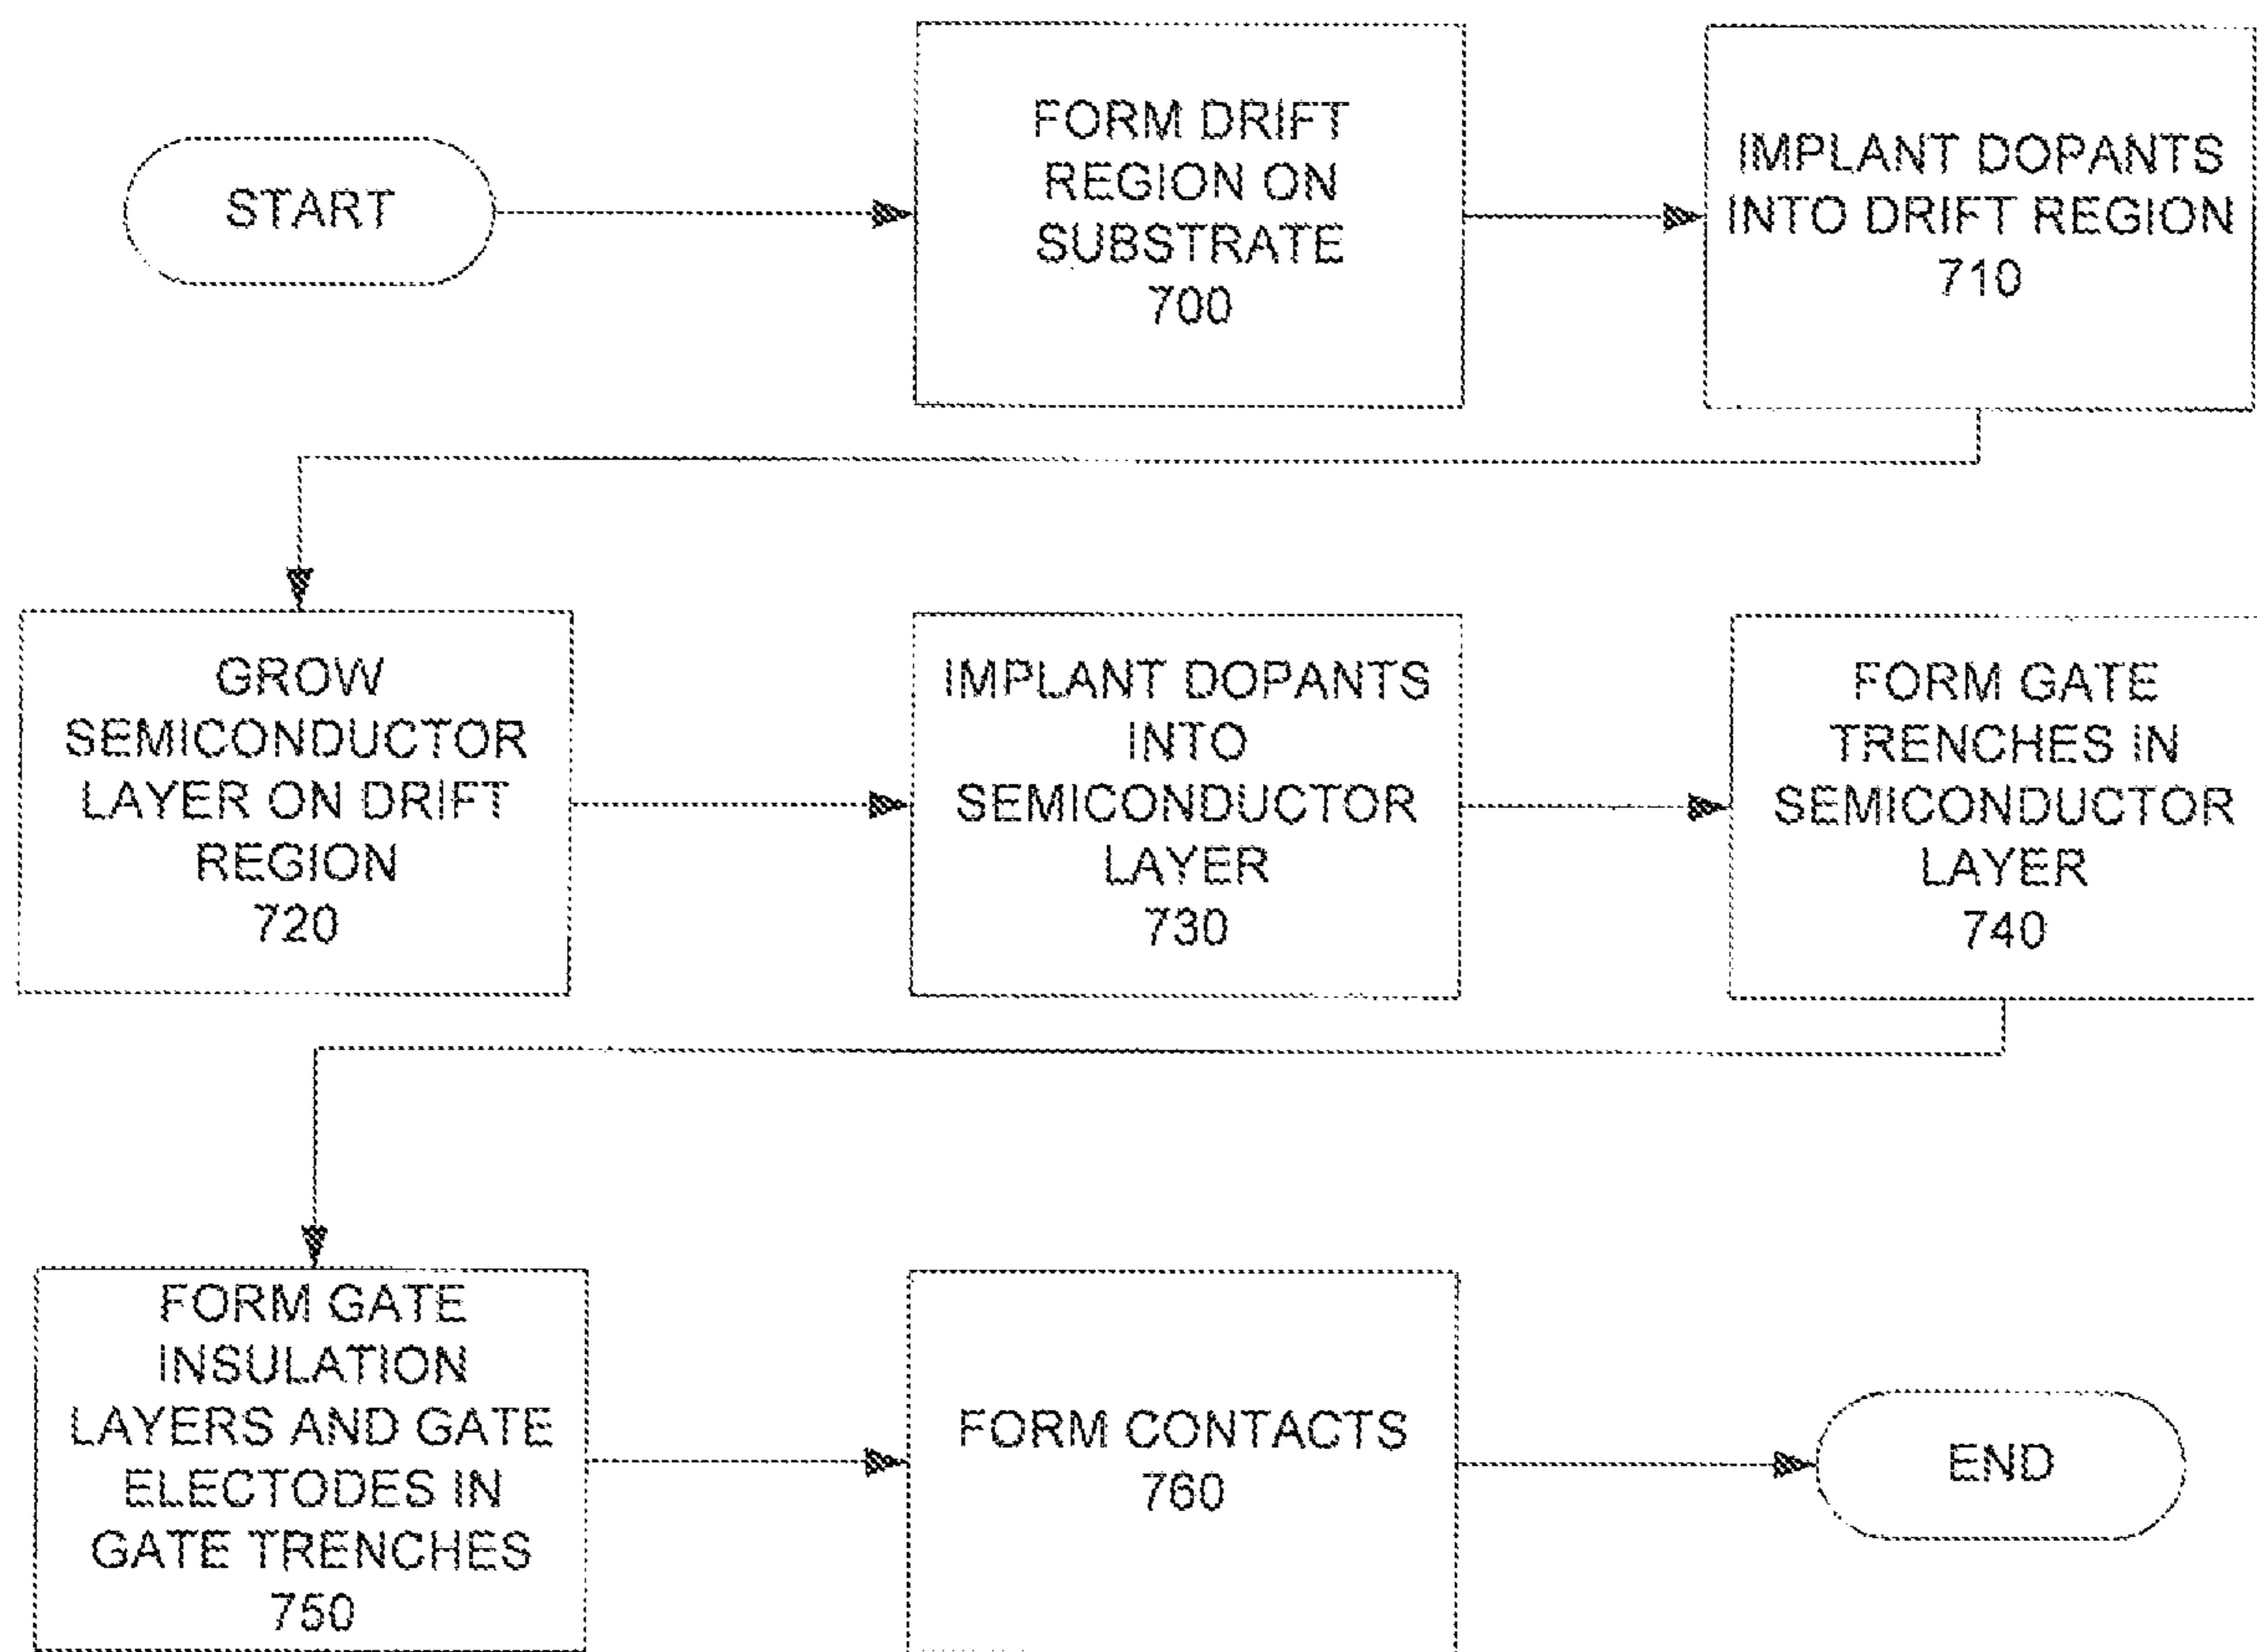 START
FORM DRIFT
REGION ON
SUBSTRATE
700
IMPLANT DOPANTS
INTO DRIFT REGION
710
GROW
SEMICONDUCTOR
LAYER ON DRIFT
REGION
720
IMPLANT DOPANTS
INTO
SEMICONDUCTOR
LAYER
730
FORM GATE
TRENCHES IN
SEMICONDUCTOR
LAYER
740
FORM GATE
INSULATION
LAYERS AND GATE
ELECTODES IN
GATE TRENCHES
750
FORM CONTACTS
760
END